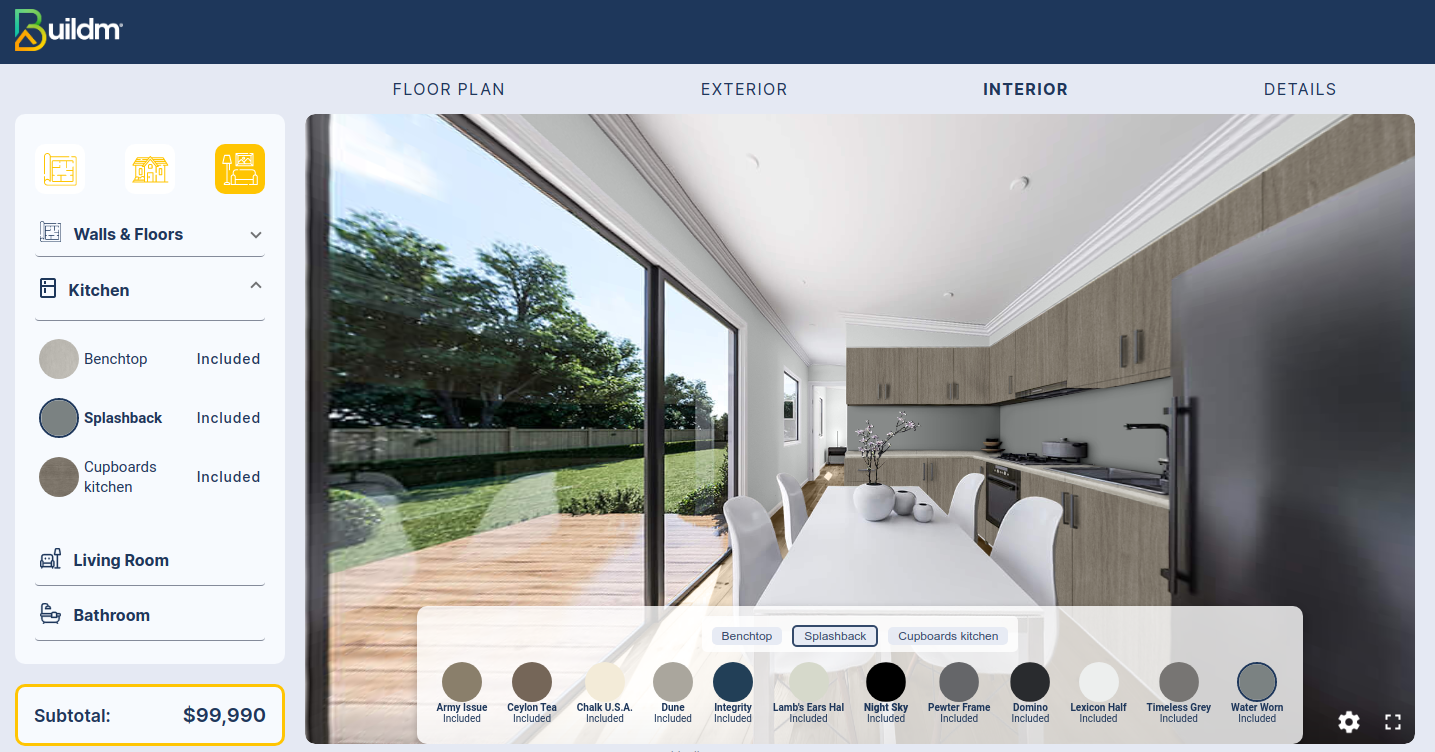 Buildm
FLOOR PLAN
EXTERIOR
INTERIOR
DETAILS
Walls & Floors
Kitchen
Benchtop
Included
Splashback
Included
Cupboards
kitchen
Included
Living Room
Bathroom
Subtotal:
$99,990
Benchtop
Splashback
Cupboards kitchen
Army Issue
Included
Ceylon Tea
Included
Chalk U.S.A.
Included
Dune
Included
Integrity
Included
Lamb's Ears Hal
Included
Night Sky
Included
Pewter Frame
Included
Domino
Included
Lexicon Half
Included
Timeless Grey
Included
Water Worn
Included